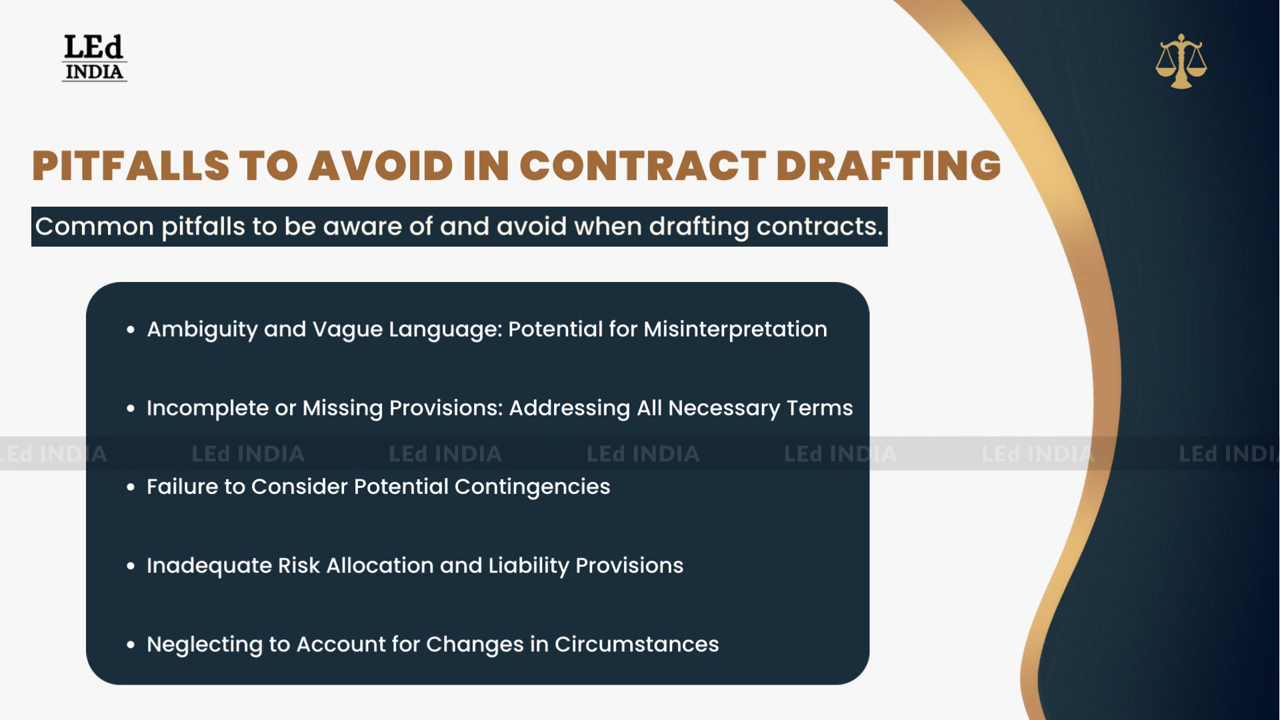 LEd
INDIA
PITFALLS TO AVOID IN CONTRACT DRAFTING
Common pitfalls to be aware of and avoid when drafting contracts.
• Ambiguity and Vague Language: Potential for Misinterpretation
• Incomplete or Missing Provisions: Addressing All Necessary Terms
LEd INDIA LEd INDIA LEd INDIA LEd INDIA LEd INDIA LEd INDIA LEd INDI
• Failure to Consider Potential Contingencies
• Inadequate Risk Allocation and Liability Provisions
• Neglecting to Account for Changes in Circumstances